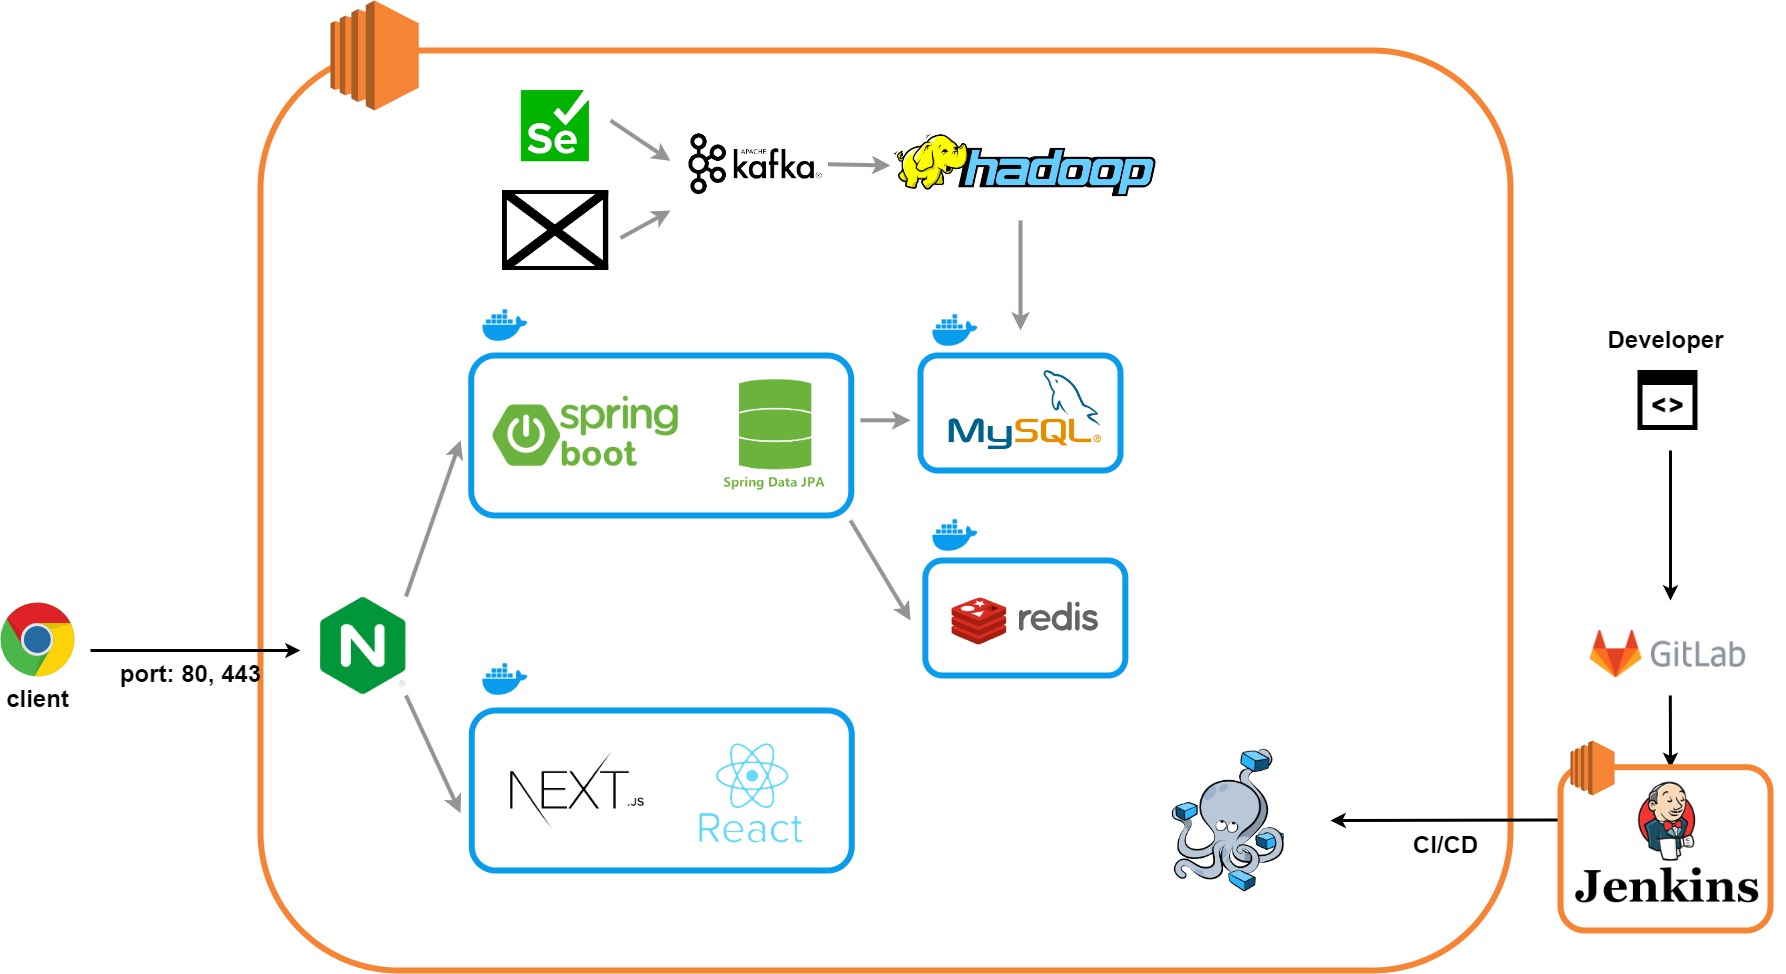 Se
APACHE
kafka
hadoop
spring
boot
Spring Data JPA
MySQL
redis
Developer
<>
N
client
port: 80, 443
GitLab
NEXT.JS
React
CI/CD
Jenkins